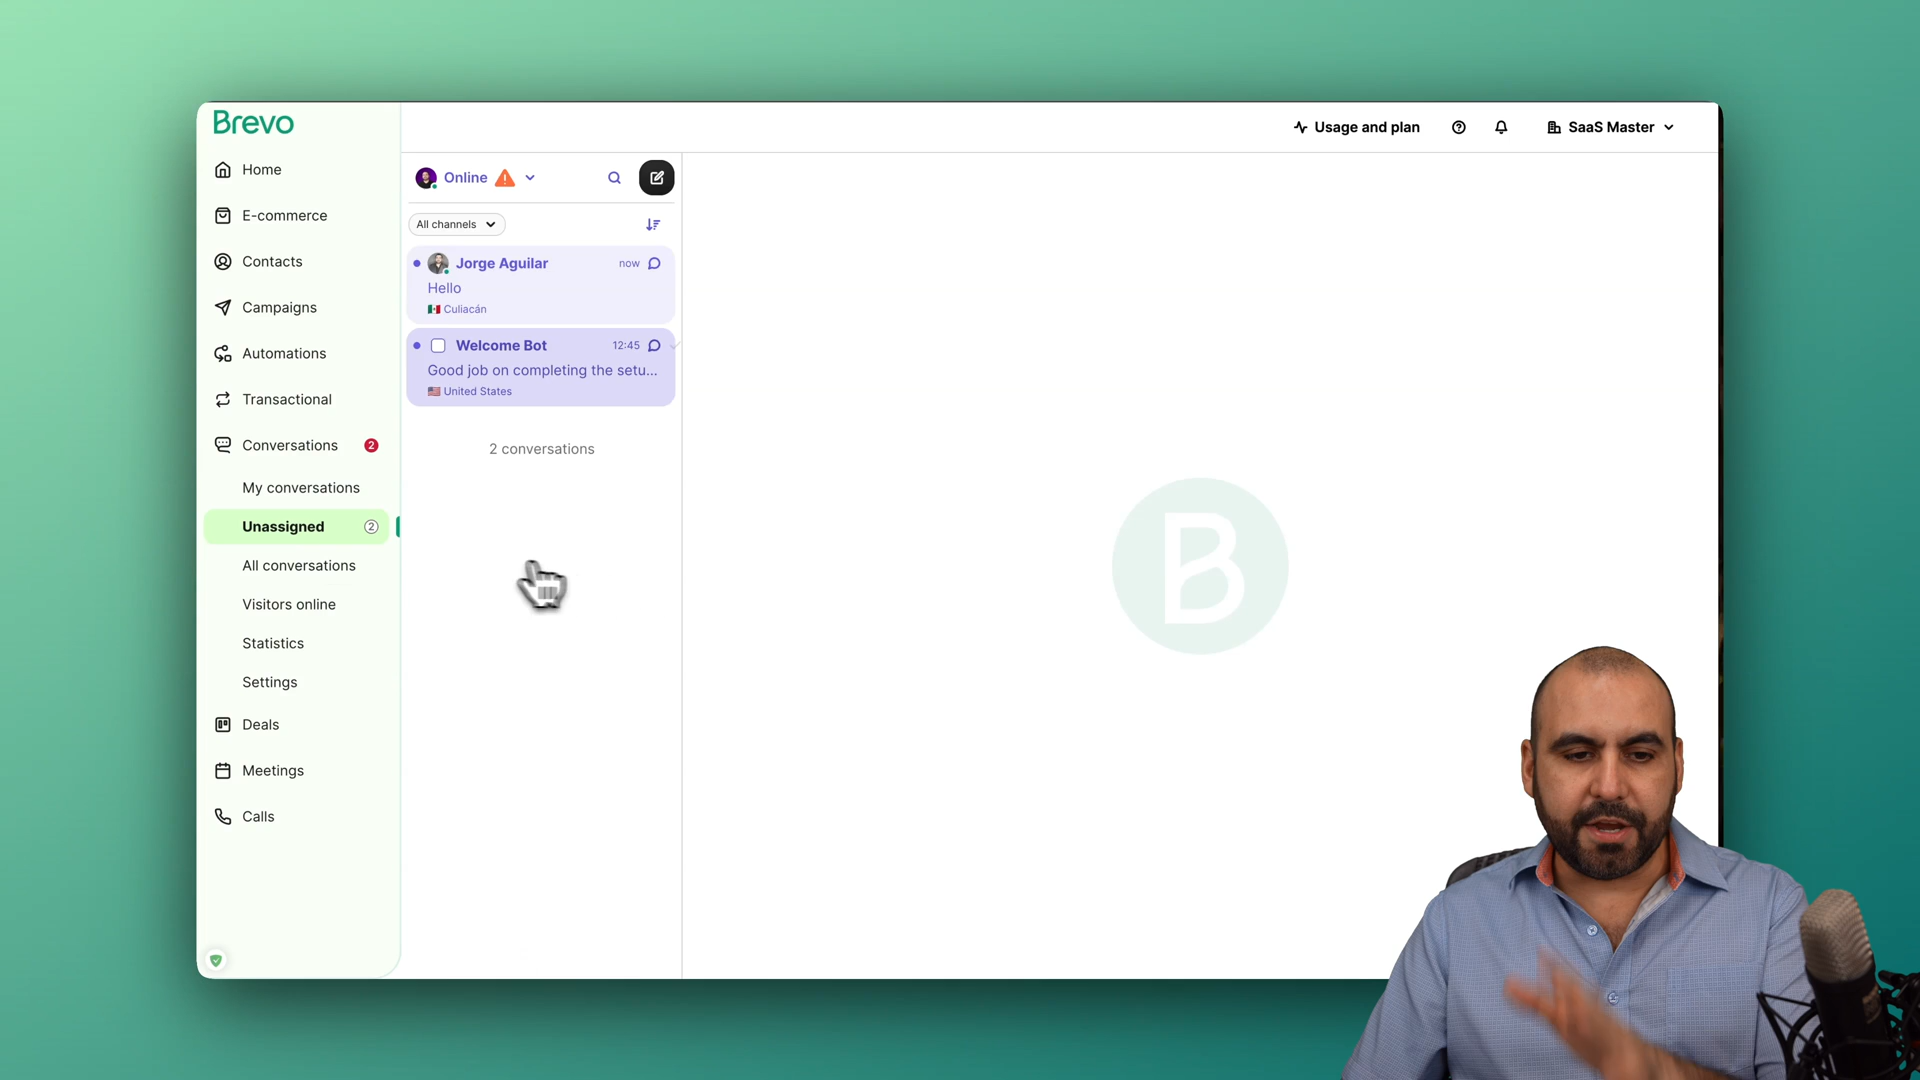 Brevo
Home
E-commerce
Contacts
Campaigns
Automations
Transactional
Conversations 2
My conversations
Unassigned 2
All conversations
Visitors online
Statistics
Settings
Deals
Meetings
Calls
Usage and plan
SaaS Master
Online
All channels
Jorge Aguilar now
Hello
Culiacán
Welcome Bot 12:45
Good job on completing the setu...
United States
2 conversations
B